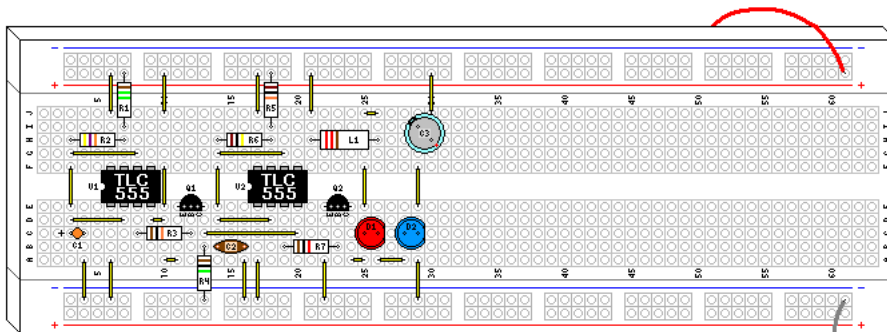 - -
+ +
5 10 15 20 25 30 35 40 45 50 55 60
R1 R5
J J
I I
H R2 R6 L1 C3 H
G G
F F
U1 TLC 555 Q1 U2 TLC 555 Q2
EBC EBC
E E
D D
C + C1 R3 D1 D2 C
B C2 R7 B
A A
R4
5 10 15 20 25 30 35 40 45 50 55 60
- -
+ +